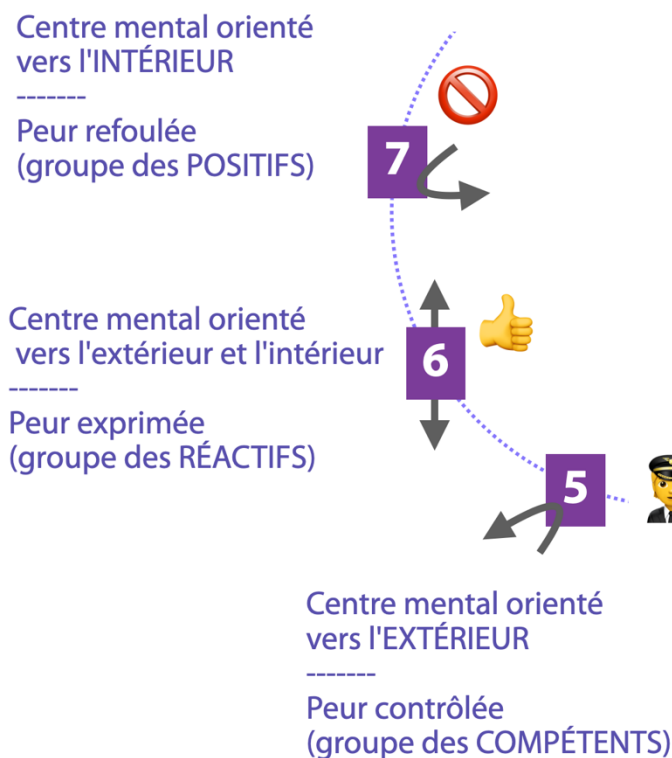 Centre mental orienté
vers l'INTÉRIEUR
-------
Peur refoulée
(groupe des POSITIFS)
7
Centre mental orienté
vers l'extérieur et l'intérieur
-------
Peur exprimée
(groupe des RÉACTIFS)
6
5
Centre mental orienté
vers l'EXTÉRIEUR
-------
Peur contrôlée
(groupe des COMPÉTENTS)